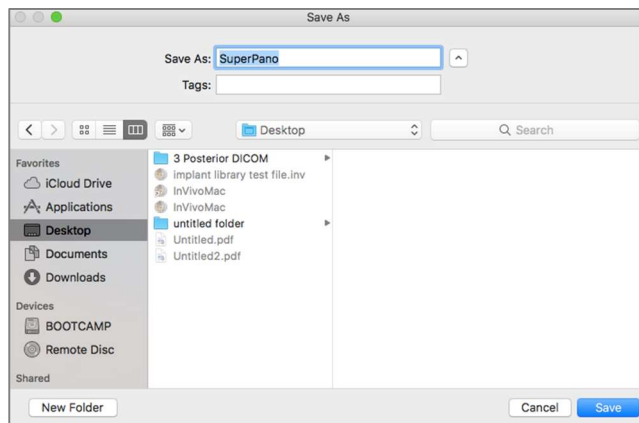 Save As
Save As: SuperPano
Tags:
Desktop
Search
Favorites
iCloud Drive
Applications
Desktop
Documents
Downloads
Devices
BOOTCAMP
Remote Disc
Shared
3 Posterior DICOM
implant library test file.inv
InVivoMac
InVivoMac
untitled folder
Untitled.pdf
Untitled2.pdf
New Folder
Cancel
Save